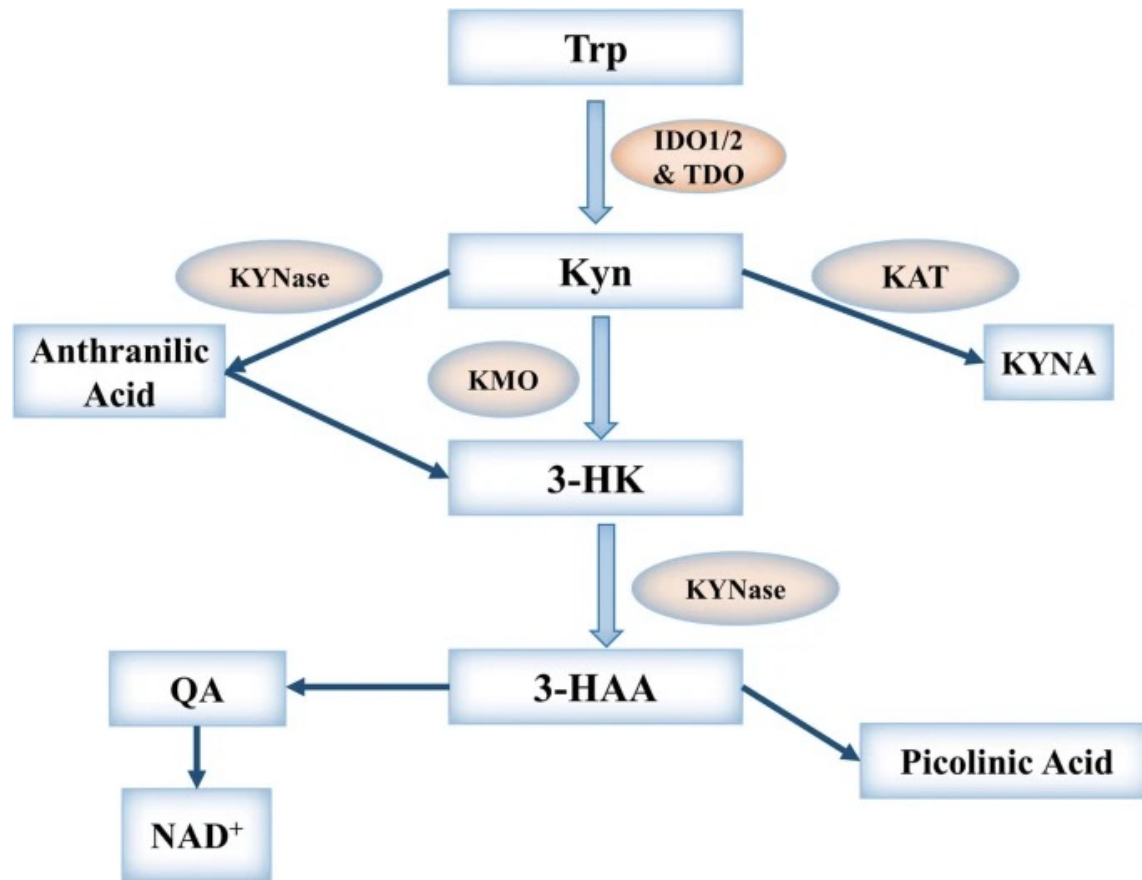 Trp
IDO1/2
& TDO
KYNase
Kyn
KAT
Anthranilic
Acid
KMO
KYNA
3-HK
KYNase
QA
3-HAA
Picolinic Acid
NAD⁺